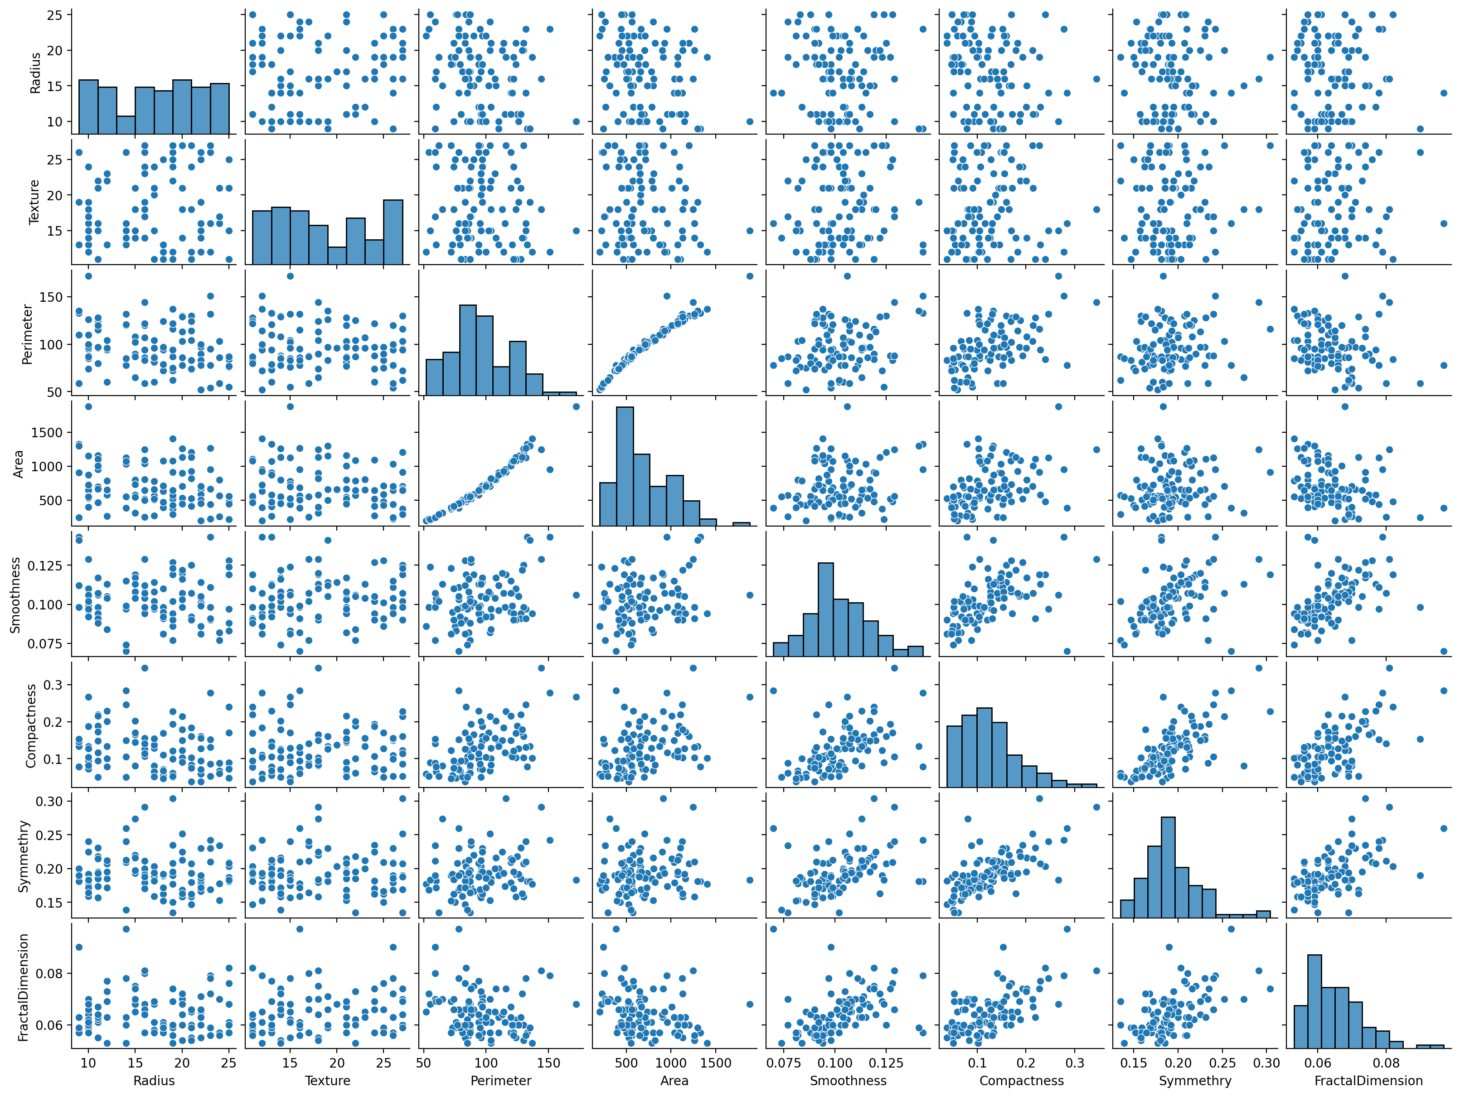 25
20
15
10
Radius
25
20
15
Texture
150
100
50
Perimeter
1500
1000
500
Area
0.125
0.100
0.075
Smoothness
0.3
0.2
0.1
Compactness
0.30
0.25
0.20
0.15
Symmethry
0.08
0.06
FractalDimension
10 15 20 25 15 20 25 50 100 150 500 1000 1500 0.075 0.100 0.125 0.1 0.2 0.3 0.15 0.20 0.25 0.30 0.06 0.08
Radius Texture Perimeter Area Smoothness Compactness Symmethry FractalDimension